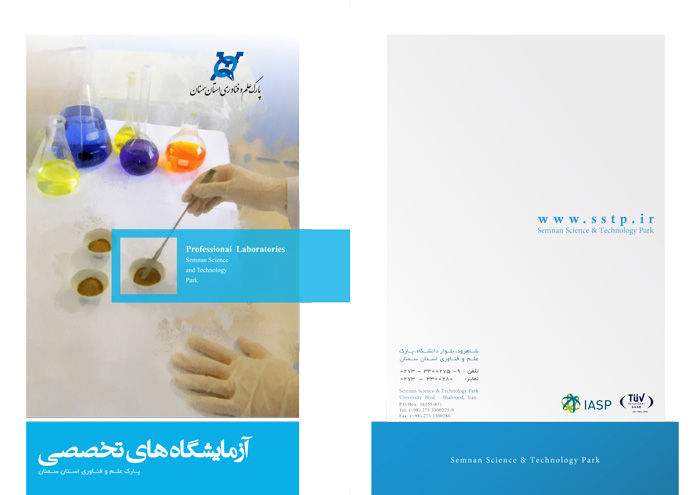 پارک علم و فناوری استان سمنان
Professional Laboratories
Semnan Science
and Technology
Park
آزمایشگاه های تخصصی
پارک علم و فناوری استان سمنان
www.sstp.ir
Semnan Science & Technology Park
شاهرود، بلوار دانشگاه، پارک
علم و فناوری استان سمنان
تلفن : ۹- ۳۳۰۰۲۷۵ - ۰۲۷۳
نمابر: ۳۳۰۰۲۸۰ - ۰۲۷۳
Semnan Science & Technology Park
University Blvd , Shahrood, Iran.
P.O.Box: 36155-851
Tel: (+98) 273 3300275-9
Fax: (+98) 273 3300280
IASP
TÜV
Semnan Science & Technology Park